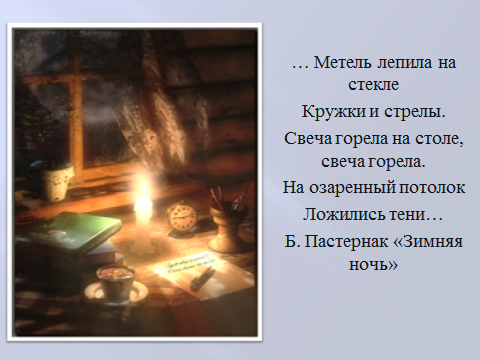 … Метель лепила на
стекле
Кружки и стрелы.
Свеча горела на столе,
свеча горела.
На озаренный потолок
Ложились тени…
Б. Пастернак «Зимняя
ночь»